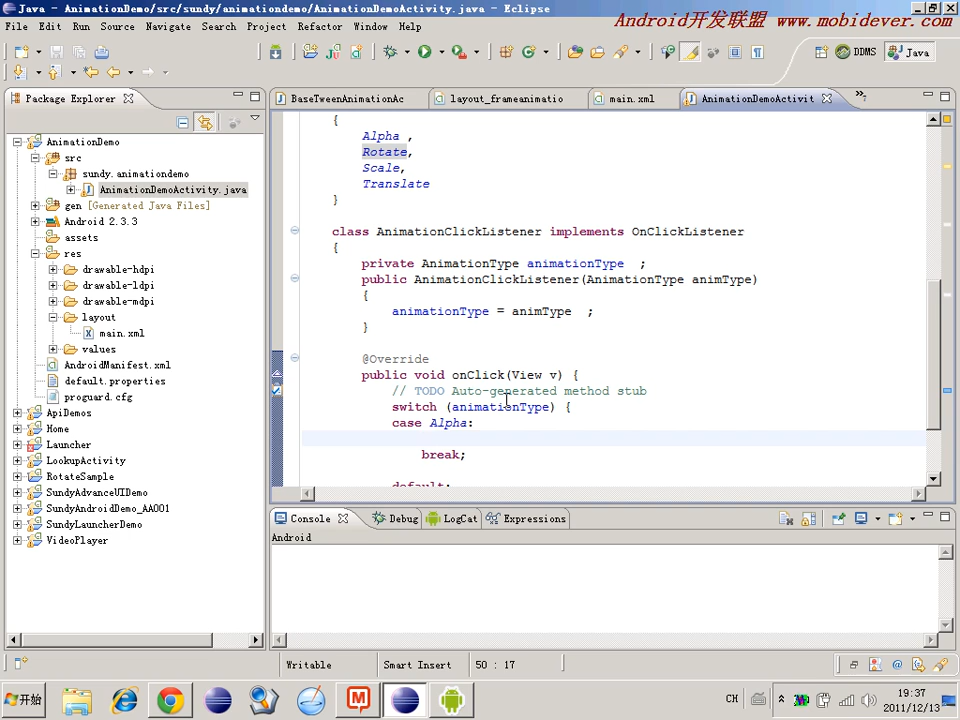 Java - AnimationDemo/src/sundy/animationdemo/AnimationDemoActivity.java - Eclipse
Android开发联盟 www.mobidever.com
File Edit Run Source Navigate Search Project Refactor Window Help
DDMS Java
Package Explorer
BaseTweenAnimationAc layout_frameanimatio main.xml AnimationDemoActivit »7
AnimationDemo
src
sundy.animationdemo
AnimationDemoActivity.java
gen [Generated Java Files]
Android 2.3.3
assets
res
drawable-hdpi
drawable-ldpi
drawable-mdpi
layout
main.xml
values
AndroidManifest.xml
default.properties
proguard.cfg
ApiDemos
Home
Launcher
LookupActivity
RotateSample
SundyAdvanceUIDemo
SundyAndroidDemo_AA001
SundyLauncherDemo
VideoPlayer
{
Alpha ,
Rotate,
Scale,
Translate
}
class AnimationClickListener implements OnClickListener
{
private AnimationType animationType ;
public AnimationClickListener(AnimationType animType)
{
animationType = animType ;
}
@Override
public void onClick(View v) {
// TODO Auto-generated method stub
switch (animationType) {
case Alpha:
break;
default:
Console Debug LogCat Expressions
Android
Writable Smart Insert 50 : 17
开始
CH
19:37
2011/12/13